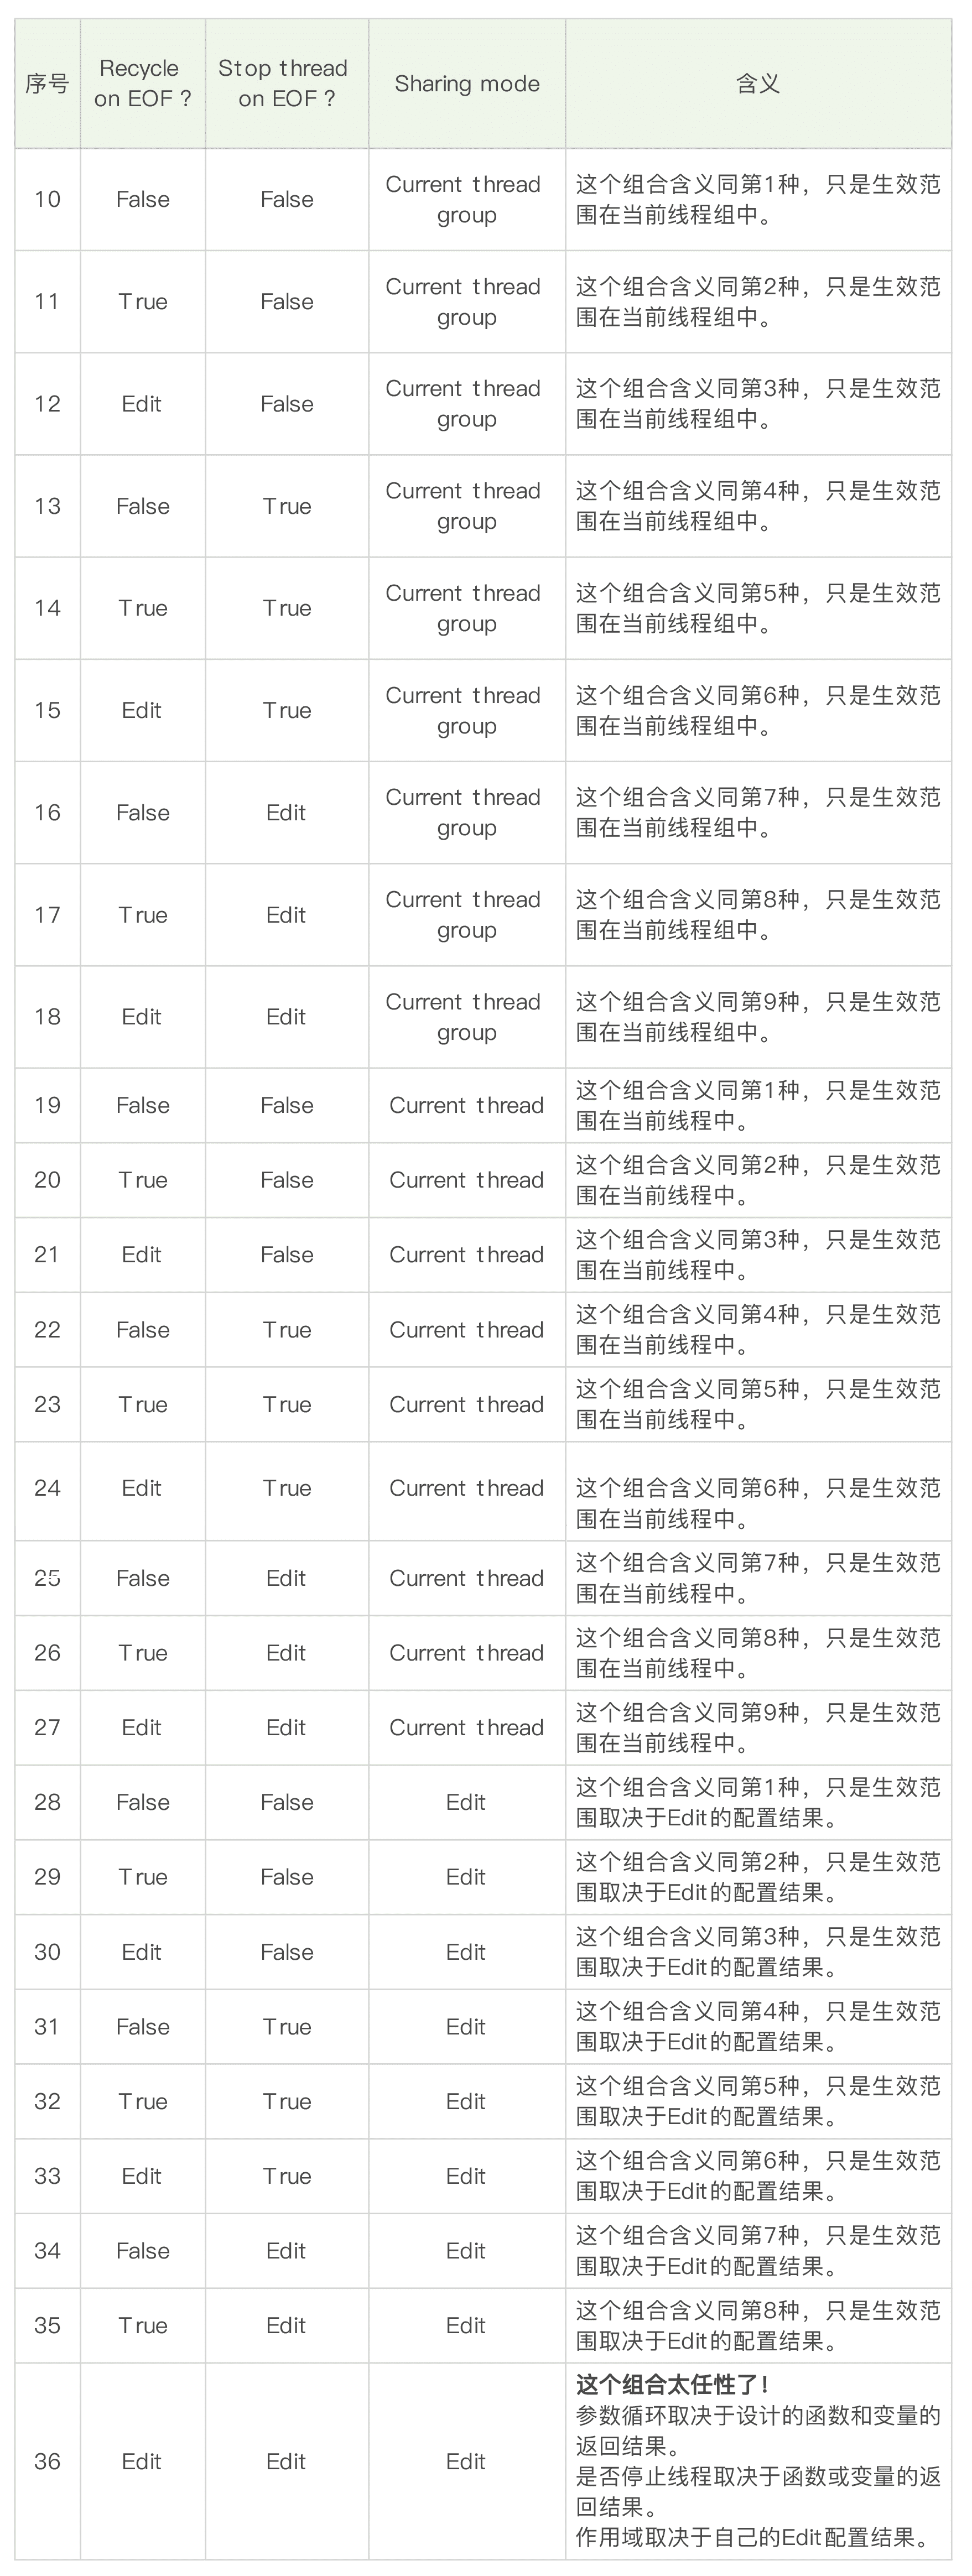 序号 Recycle on EOF ? Stop thread on EOF ? Sharing mode 含义
10 False False Current thread group 这个组合含义同第1种，只是生效范
围在当前线程组中。
11 True False Current thread group 这个组合含义同第2种，只是生效范
围在当前线程组中。
12 Edit False Current thread group 这个组合含义同第3种，只是生效范
围在当前线程组中。
13 False True Current thread group 这个组合含义同第4种，只是生效范
围在当前线程组中。
14 True True Current thread group 这个组合含义同第5种，只是生效范
围在当前线程组中。
15 Edit True Current thread group 这个组合含义同第6种，只是生效范
围在当前线程组中。
16 False Edit Current thread group 这个组合含义同第7种，只是生效范
围在当前线程组中。
17 True Edit Current thread group 这个组合含义同第8种，只是生效范
围在当前线程组中。
18 Edit Edit Current thread group 这个组合含义同第9种，只是生效范
围在当前线程组中。
19 False False Current thread 这个组合含义同第1种，只是生效范
围在当前线程中。
20 True False Current thread 这个组合含义同第2种，只是生效范
围在当前线程中。
21 Edit False Current thread 这个组合含义同第3种，只是生效范
围在当前线程中。
22 False True Current thread 这个组合含义同第4种，只是生效范
围在当前线程中。
23 True True Current thread 这个组合含义同第5种，只是生效范
围在当前线程中。
24 Edit True Current thread 这个组合含义同第6种，只是生效范
围在当前线程中。
25 False Edit Current thread 这个组合含义同第7种，只是生效范
围在当前线程中。
26 True Edit Current thread 这个组合含义同第8种，只是生效范
围在当前线程中。
27 Edit Edit Current thread 这个组合含义同第9种，只是生效范
围在当前线程中。
28 False False Edit 这个组合含义同第1种，只是生效范
围取决于Edit的配置结果。
29 True False Edit 这个组合含义同第2种，只是生效范
围取决于Edit的配置结果。
30 Edit False Edit 这个组合含义同第3种，只是生效范
围取决于Edit的配置结果。
31 False True Edit 这个组合含义同第4种，只是生效范
围取决于Edit的配置结果。
32 True True Edit 这个组合含义同第5种，只是生效范
围取决于Edit的配置结果。
33 Edit True Edit 这个组合含义同第6种，只是生效范
围取决于Edit的配置结果。
34 False Edit Edit 这个组合含义同第7种，只是生效范
围取决于Edit的配置结果。
35 True Edit Edit 这个组合含义同第8种，只是生效范
围取决于Edit的配置结果。
36 Edit Edit Edit 这个组合太任性了！
参数循环取决于设计的函数和变量的
返回结果。
是否停止线程取决于函数或变量的返
回结果。
作用域取决于自己的Edit配置结果。